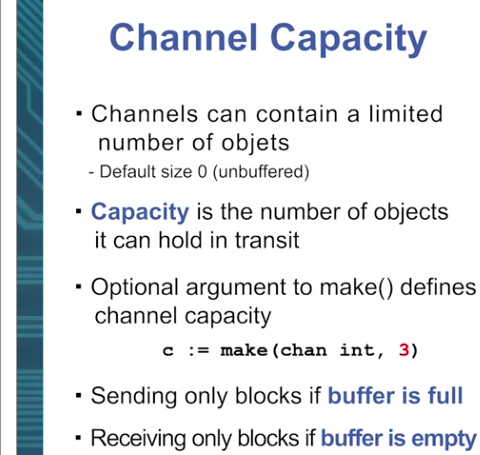 Channel Capacity
▪ Channels can contain a limited
number of objets
- Default size 0 (unbuffered)
▪ Capacity is the number of objects
it can hold in transit
▪ Optional argument to make() defines
channel capacity
c := make(chan int, 3)
▪ Sending only blocks if buffer is full
▪ Receiving only blocks if buffer is empty